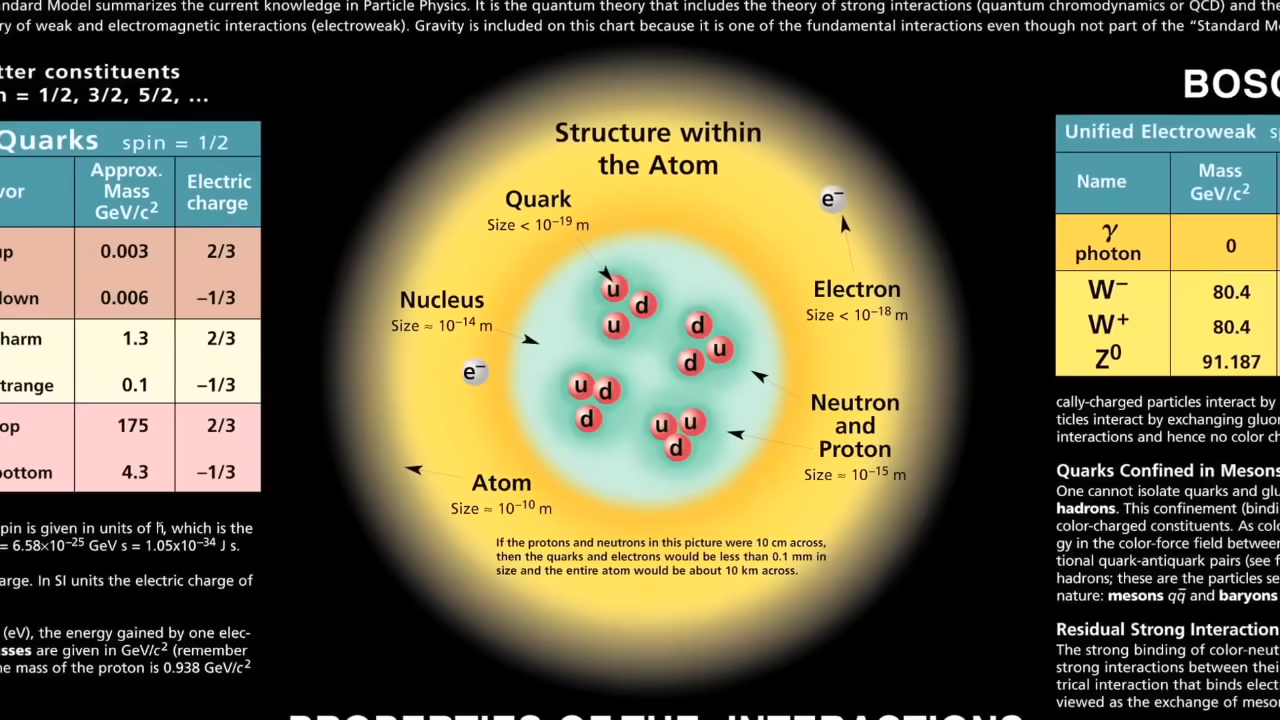 ndard Model summarizes the current knowledge in Particle Physics. It is the quantum theory that includes the theory of strong interactions (quantum chromodynamics or QCD) and the
ry of weak and electromagnetic interactions (electroweak). Gravity is included on this chart because it is one of the fundamental interactions even though not part of the “Standard M
tter constituents
n = 1/2, 3/2, 5/2, ...
Quarks spin = 1/2
vor
Approx.
Mass
GeV/c²
Electric
charge
up 0.003 2/3
down 0.006 –1/3
harm 1.3 2/3
trange 0.1 –1/3
op 175 2/3
bottom 4.3 –1/3
pin is given in units of ħ, which is the
= 6.58×10⁻²⁵ GeV s = 1.05x10⁻³⁴ J s.
arge. In SI units the electric charge of
(eV), the energy gained by one elec-
sses are given in GeV/c² (remember
he mass of the proton is 0.938 GeV/c²
Structure within
the Atom
Quark
Size < 10⁻¹⁹ m
e⁻
Electron
Size < 10⁻¹⁸ m
Nucleus
Size ≈ 10⁻¹⁴ m
e⁻
u
d
u
d
u
d
u
d
d
u
u
d
Neutron
and
Proton
Size ≈ 10⁻¹⁵ m
Atom
Size ≈ 10⁻¹⁰ m
If the protons and neutrons in this picture were 10 cm across,
then the quarks and electrons would be less than 0.1 mm in
size and the entire atom would be about 10 km across.
BOSO
Unified Electroweak s
Name
Mass
GeV/c²
γ
photon
0
W⁻ 80.4
W⁺ 80.4
Z⁰ 91.187
cally-charged particles interact by
ticles interact by exchanging gluon
interactions and hence no color ch
Quarks Confined in Mesons
One cannot isolate quarks and glu
hadrons. This confinement (bindi
color-charged constituents. As colo
gy in the color-force field between
tional quark-antiquark pairs (see f
hadrons; these are the particles se
nature: mesons qq̄ and baryons
Residual Strong Interaction
The strong binding of color-neut
strong interactions between thei
trical interaction that binds elect
viewed as the exchange of meso
PROPERTIES OF THE INTERACTIONS